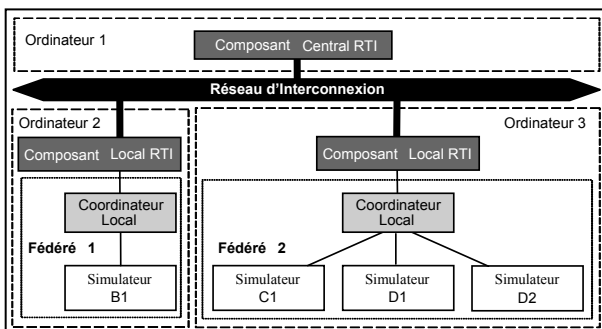 Ordinateur 1
Composant Central RTI
Réseau d'Interconnexion
Ordinateur 2
Composant Local RTI
Coordinateur
Local
Fédéré 1
Simulateur
B1
Ordinateur 3
Composant Local RTI
Coordinateur
Local
Fédéré 2
Simulateur
C1
Simulateur
D1
Simulateur
D2